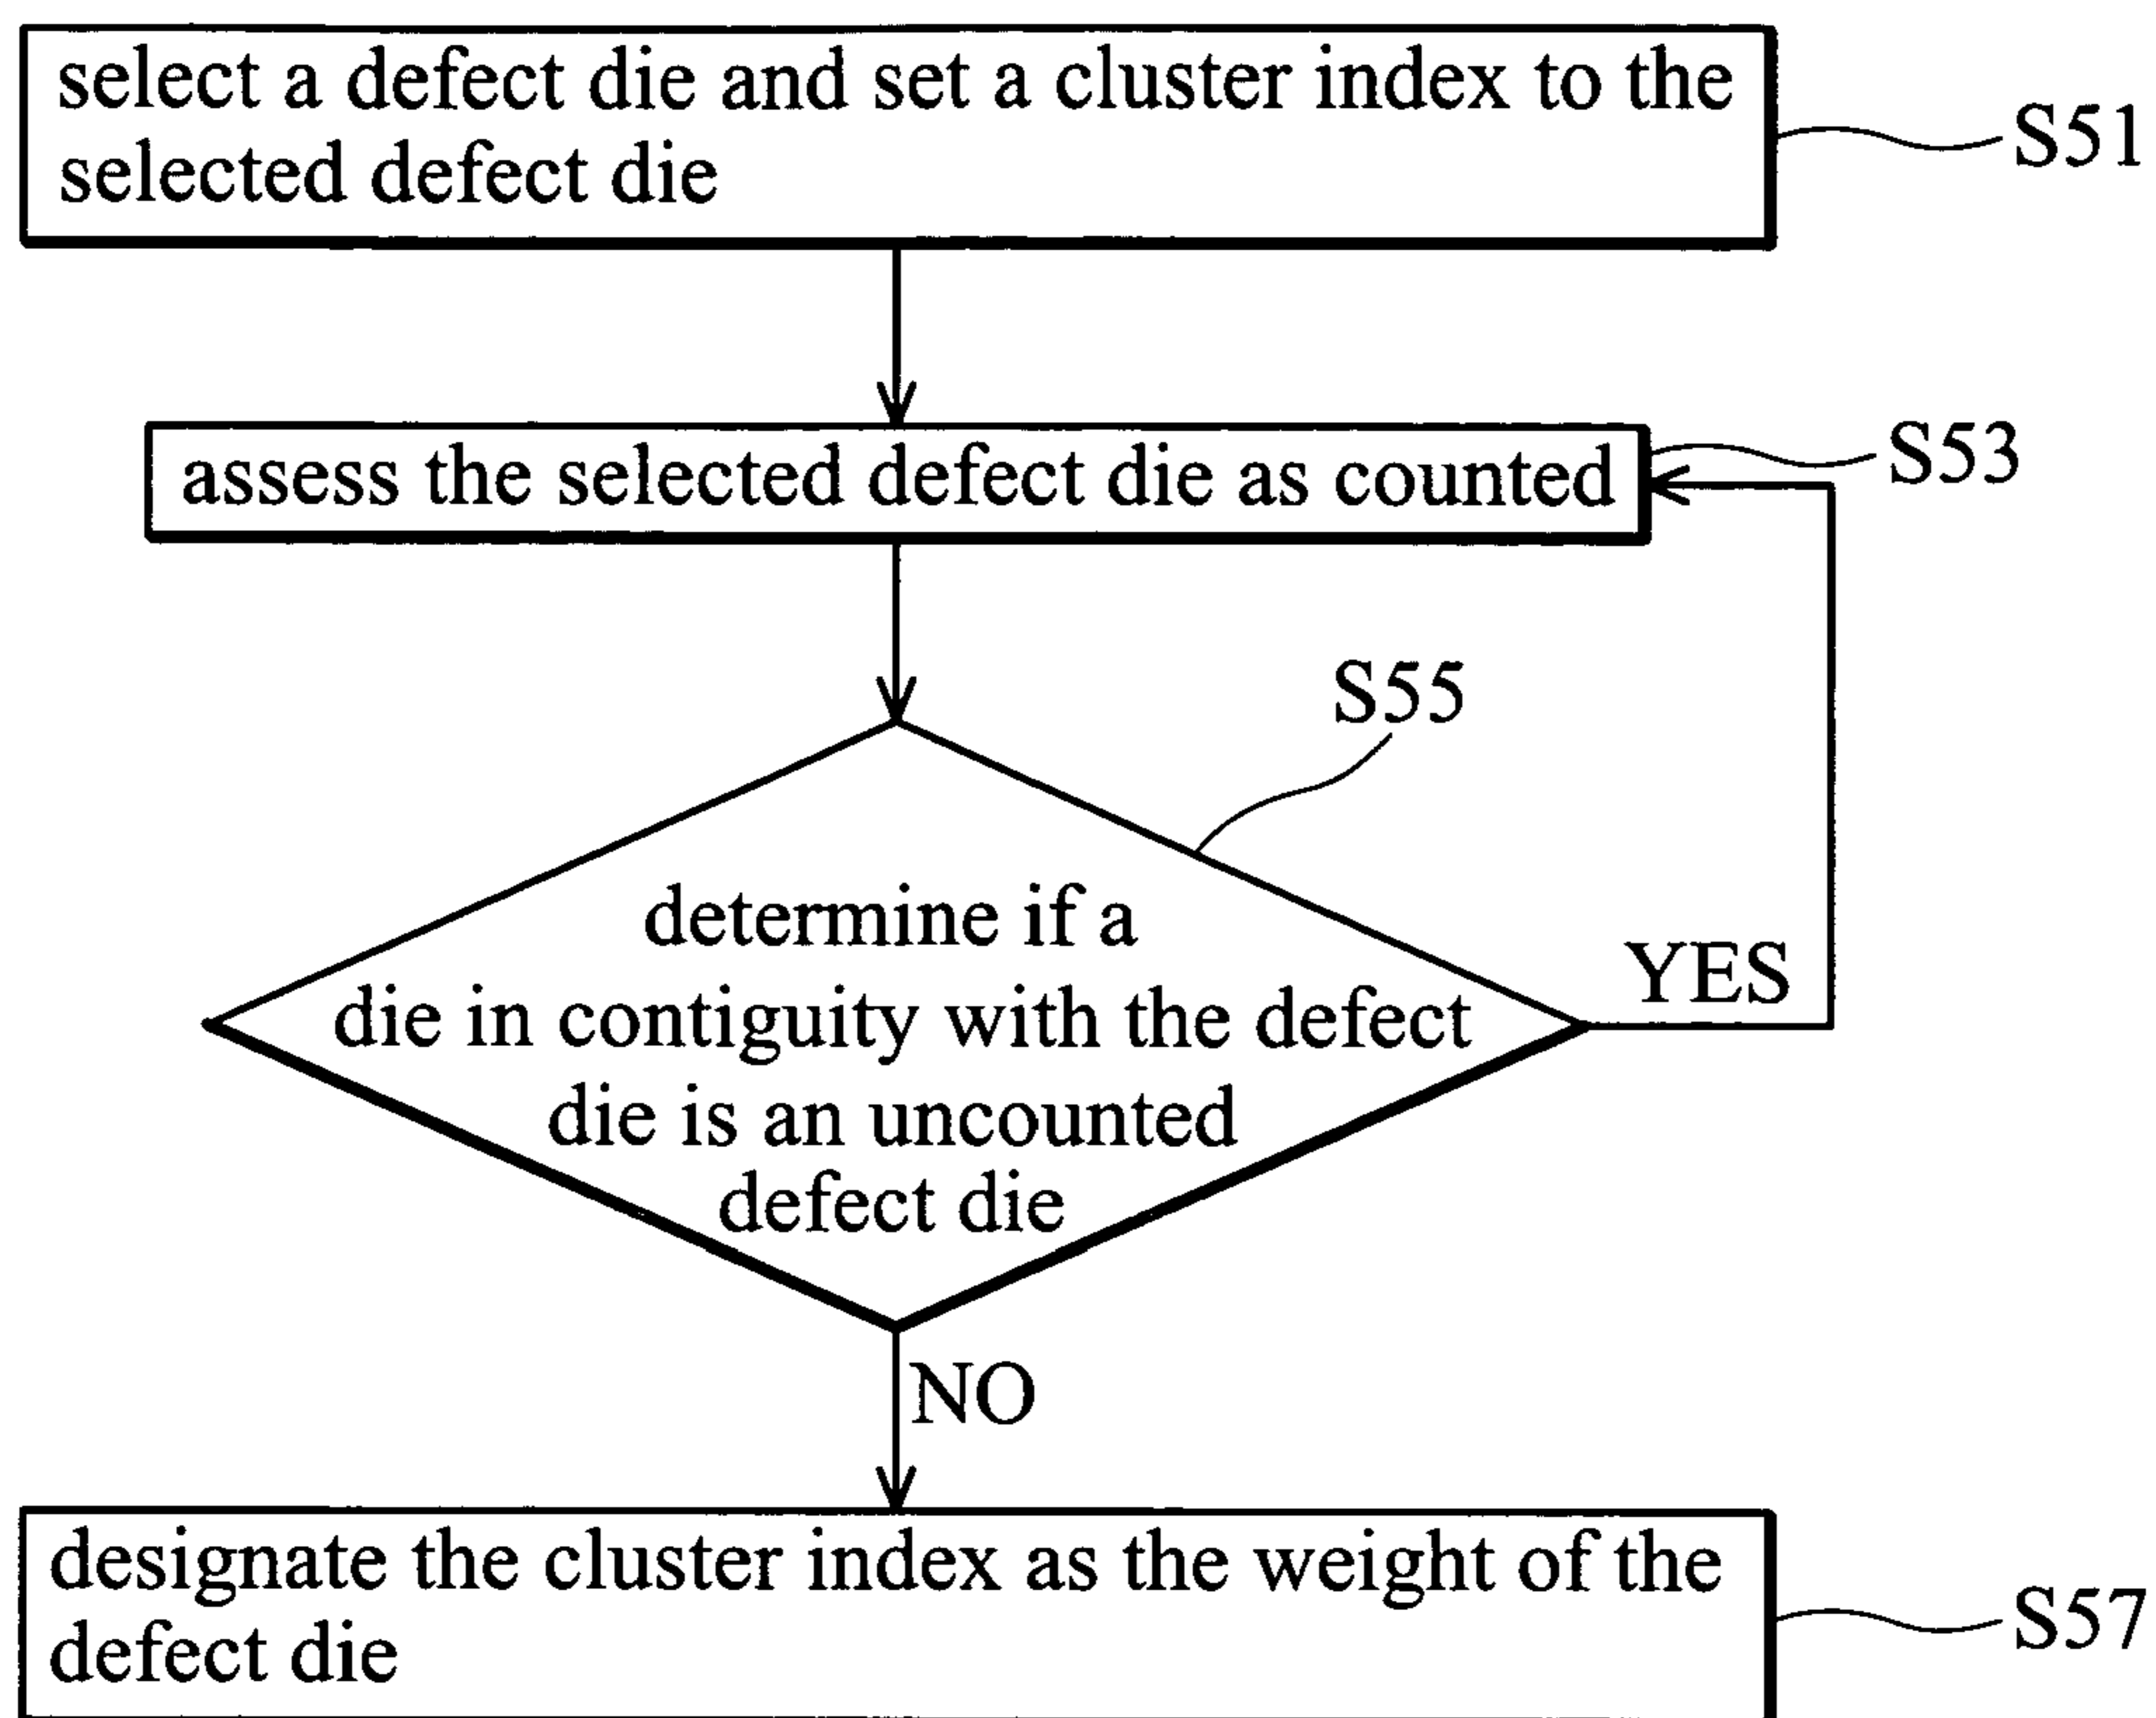 select a defect die and set a cluster index to the
selected defect die
S51
assess the selected defect die as counted
S53
S55
determine if a
die in contiguity with the defect
die is an uncounted
defect die
YES
NO
designate the cluster index as the weight of the
defect die
S57